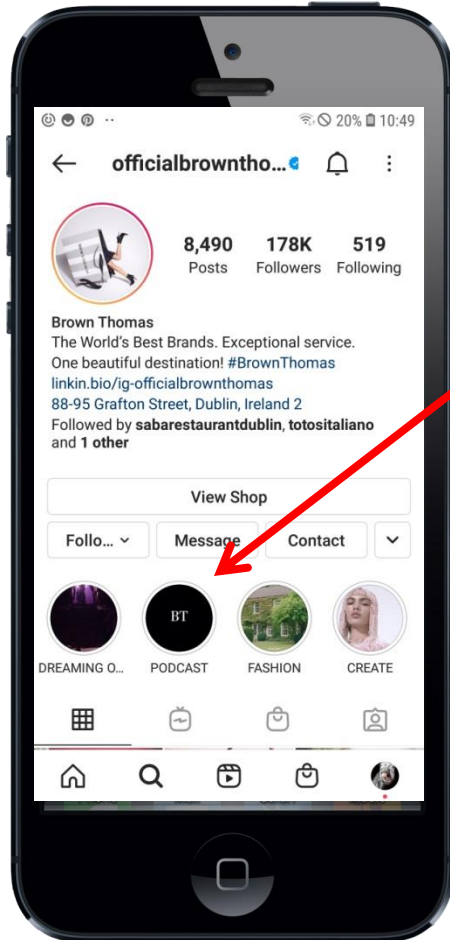 20% 10:49
officialbrowntho...
8,490 178K 519
Posts Followers Following
Brown Thomas
The World's Best Brands. Exceptional service.
One beautiful destination! #BrownThomas
linkin.bio/ig-officialbrownthomas
88-95 Grafton Street, Dublin, Ireland 2
Followed by sabarestaurantdublin, totositaliano
and 1 other
View Shop
Follo... Message Contact
BT
DREAMING O... PODCAST FASHION CREATE